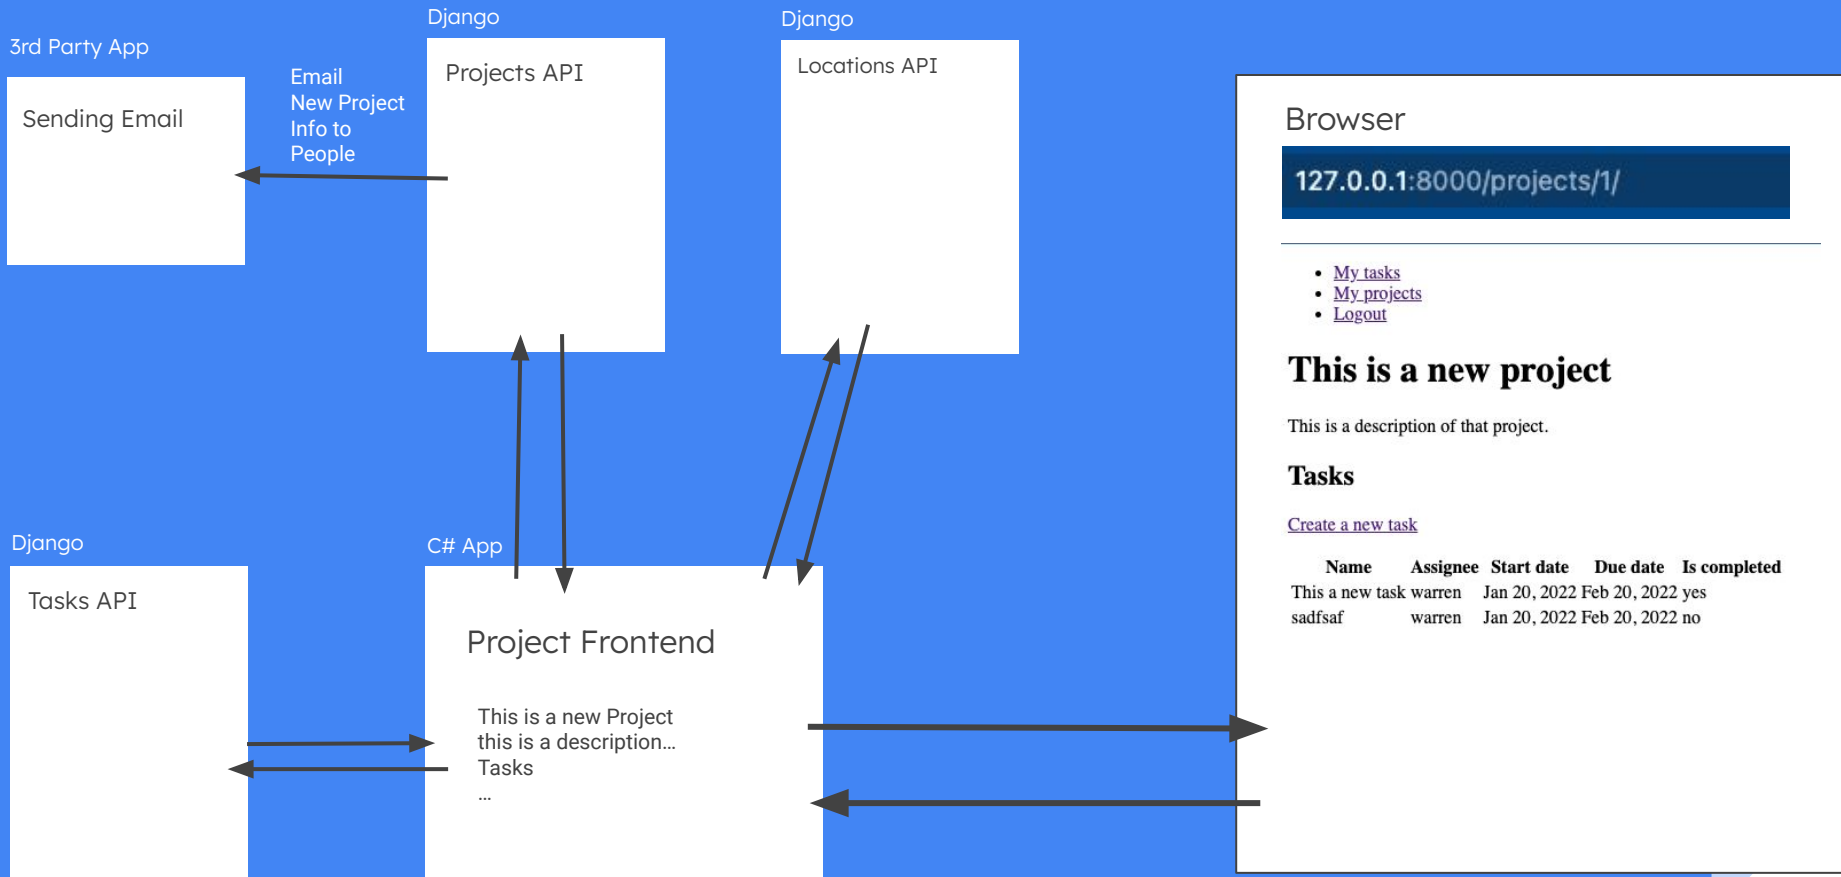 3rd Party App
Sending Email
Email
New Project
Info to
People
Django
Projects API
Django
Locations API
Django
Tasks API
C# App
Project Frontend
This is a new Project
this is a description…
Tasks
…
Browser
127.0.0.1:8000/projects/1/
My tasks
My projects
Logout
This is a new project
This is a description of that project.
Tasks
Create a new task
Name Assignee Start date Due date Is completed
This a new task warren Jan 20, 2022 Feb 20, 2022 yes
sadfsaf warren Jan 20, 2022 Feb 20, 2022 no